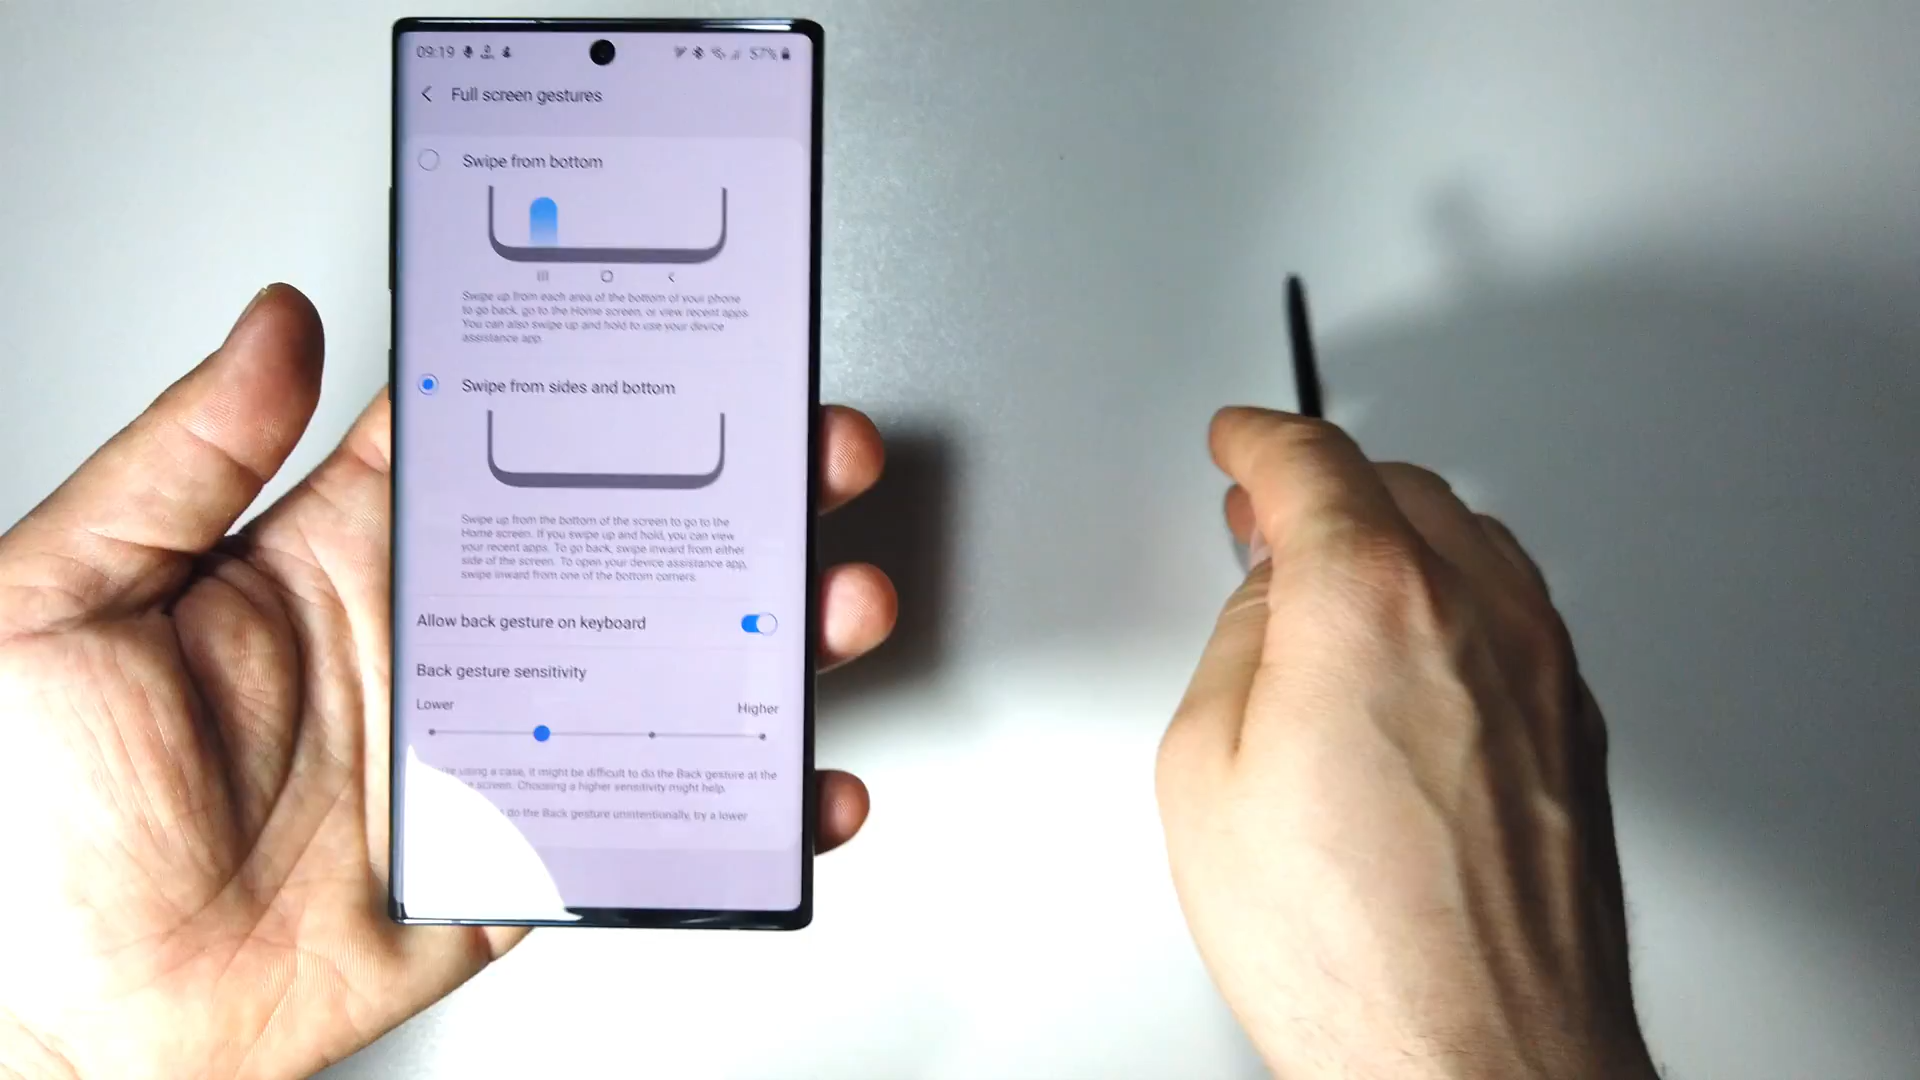 09:19 57%
Full screen gestures
Swipe from bottom
Swipe up from each area of the bottom of your phone
to go back, go to the Home screen, or view recent apps.
You can also swipe up and hold to use your device
assistance app.
Swipe from sides and bottom
Swipe up from the bottom of the screen to go to the
Home screen. If you swipe up and hold, you can view
your recent apps. To go back, swipe inward from either
side of the screen. To open your device assistance app,
swipe inward from one of the bottom corners.
Allow back gesture on keyboard
Back gesture sensitivity
Lower Higher
using a case, it might be difficult to do the Back gesture at the
screen. Choosing a higher sensitivity might help.
do the Back gesture unintentionally, try a lower